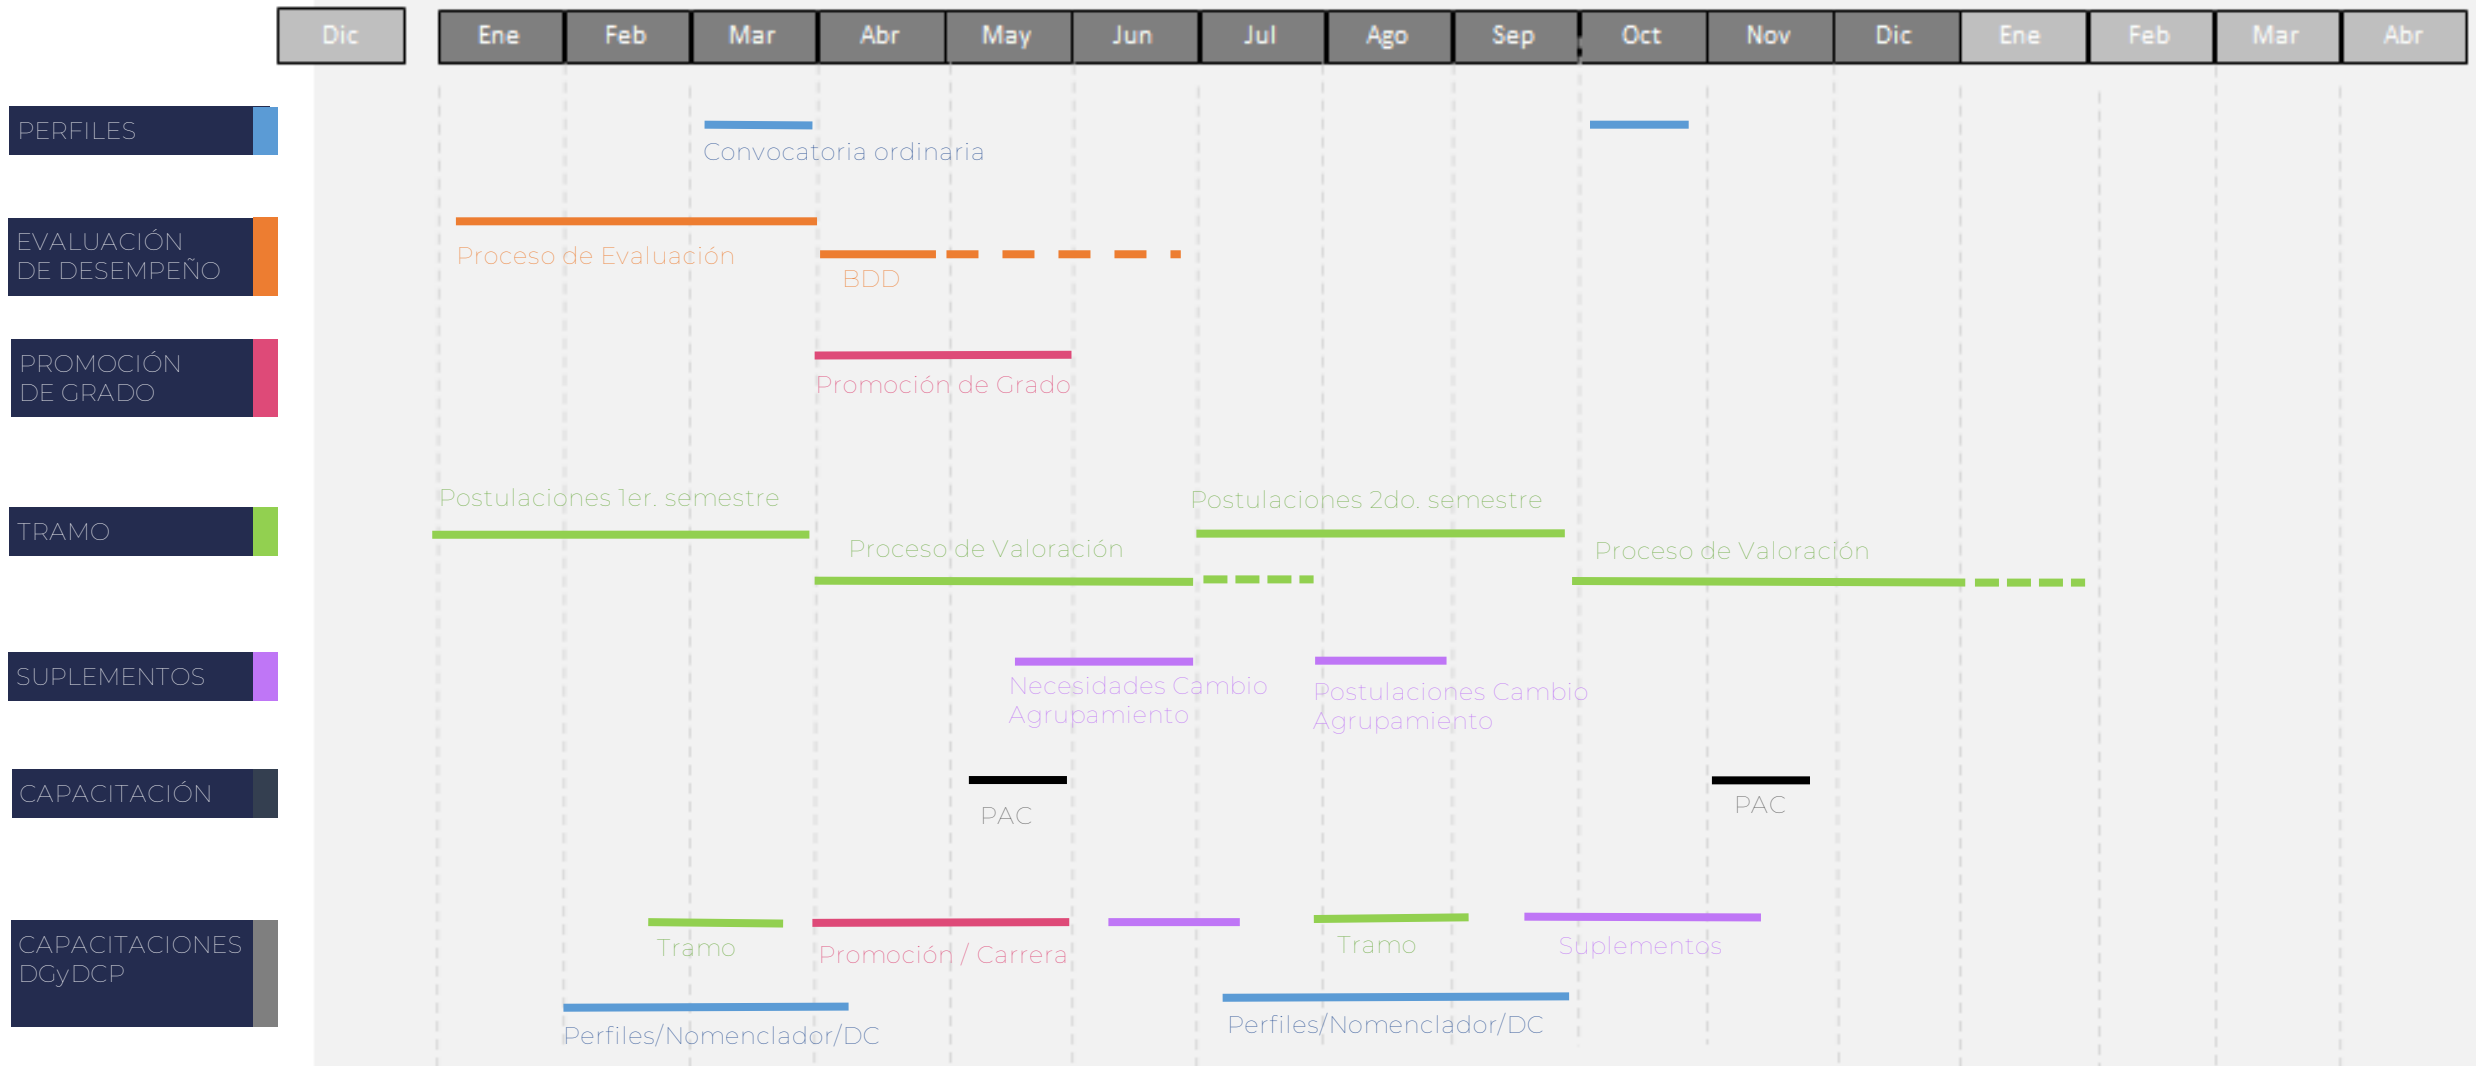 Dic Ene Feb Mar Abr May Jun Jul Ago Sep Oct Nov Dic Ene Feb Mar Abr
PERFILES
Convocatoria ordinaria
EVALUACIÓN
DE DESEMPEÑO
Proceso de Evaluación
BDD
PROMOCIÓN
DE GRADO
Promoción de Grado
TRAMO
Postulaciones 1er. semestre
Proceso de Valoración
Postulaciones 2do. semestre
Proceso de Valoración
SUPLEMENTOS
Necesidades Cambio
Agrupamiento
Postulaciones Cambio
Agrupamiento
CAPACITACIÓN
PAC
PAC
CAPACITACIONES
DGyDCP
Tramo
Promoción / Carrera
Tramo
Suplementos
Perfiles/Nomenclador/DC
Perfiles/Nomenclador/DC